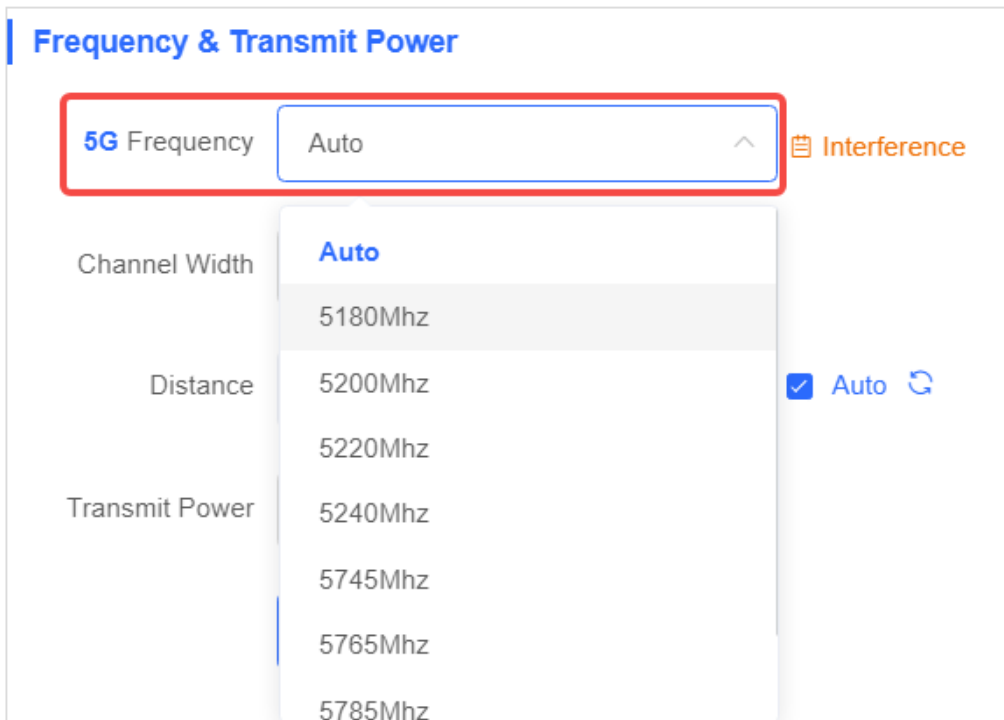 Frequency & Transmit Power
5G Frequency Auto Interference
Auto
Channel Width
5180Mhz
Distance 5200Mhz Auto
5220Mhz
Transmit Power 5240Mhz
5745Mhz
5765Mhz
5785Mhz